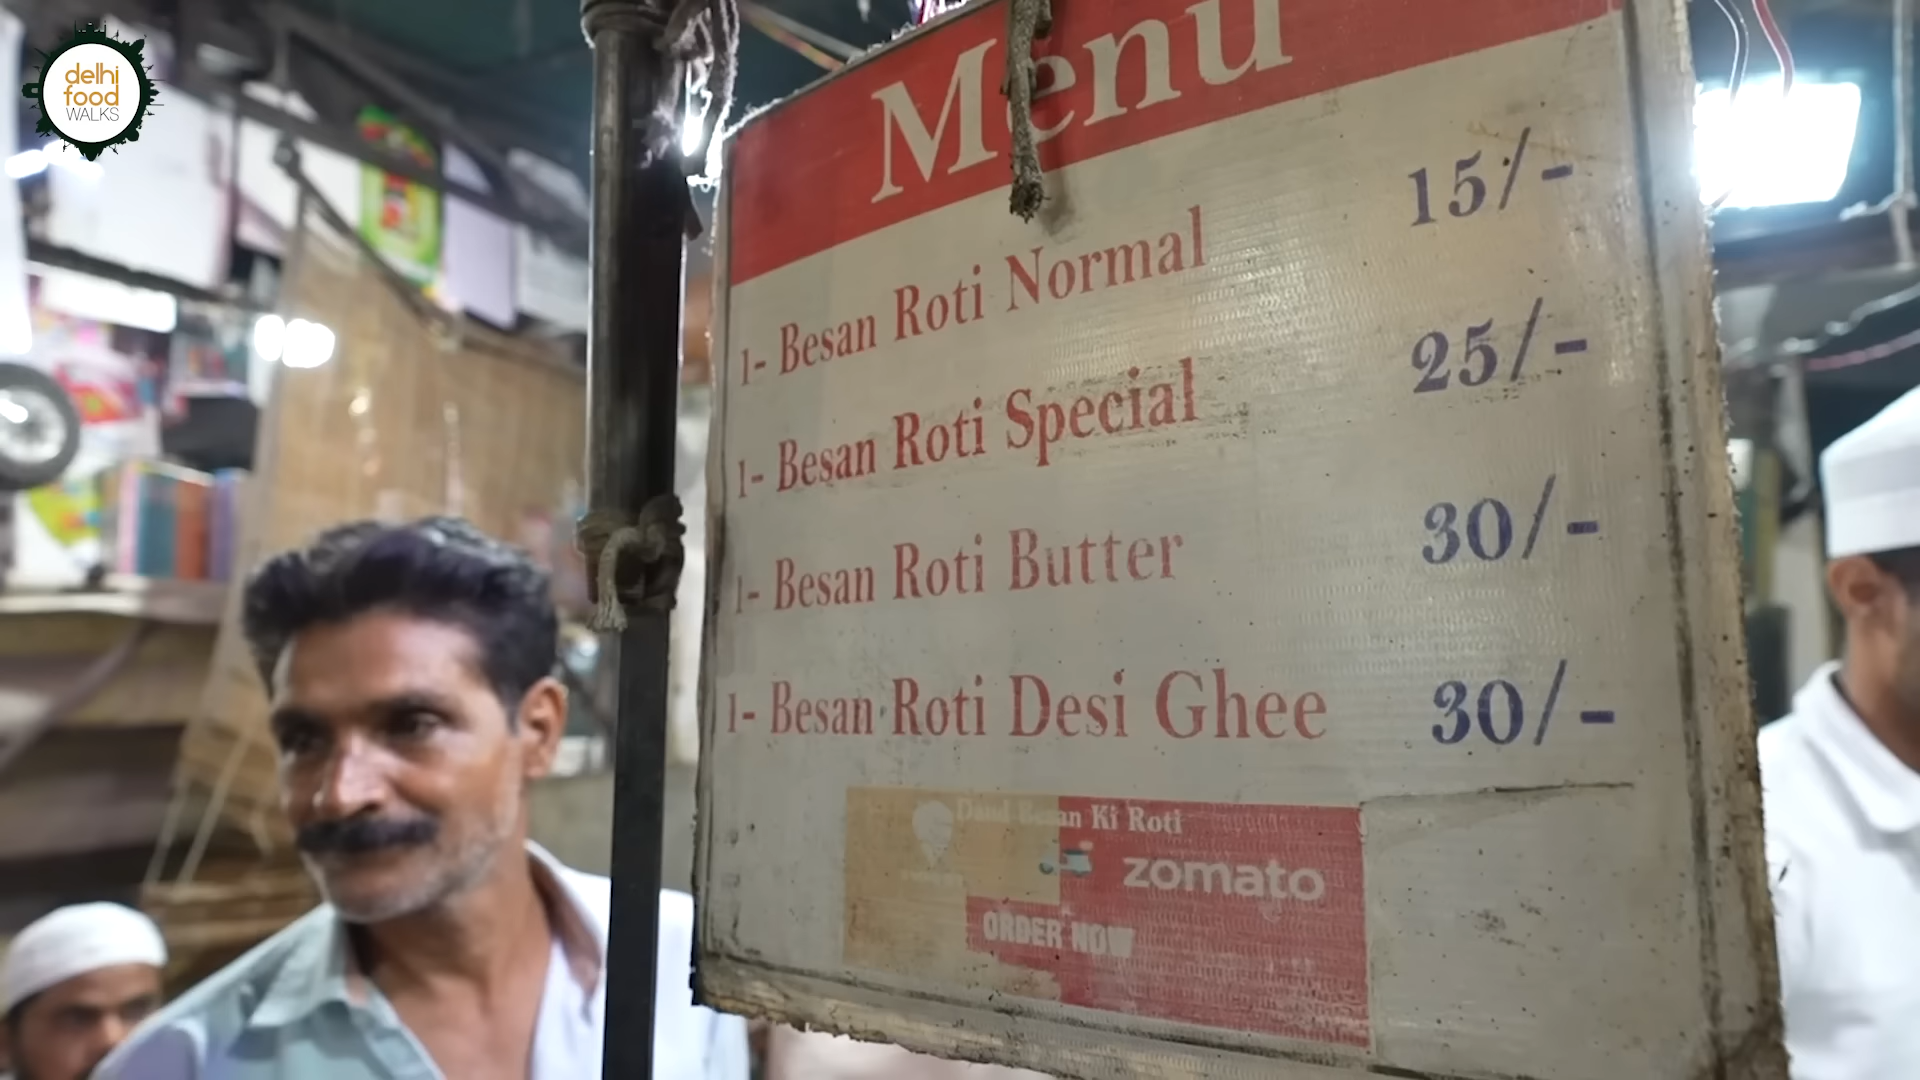 delhi
food
WALKS
Menu
1- Besan Roti Normal 15/-
1- Besan Roti Special 25/-
1- Besan Roti Butter 30/-
1- Besan Roti Desi Ghee 30/-
Ki Roti
zomato
ORDER NOW